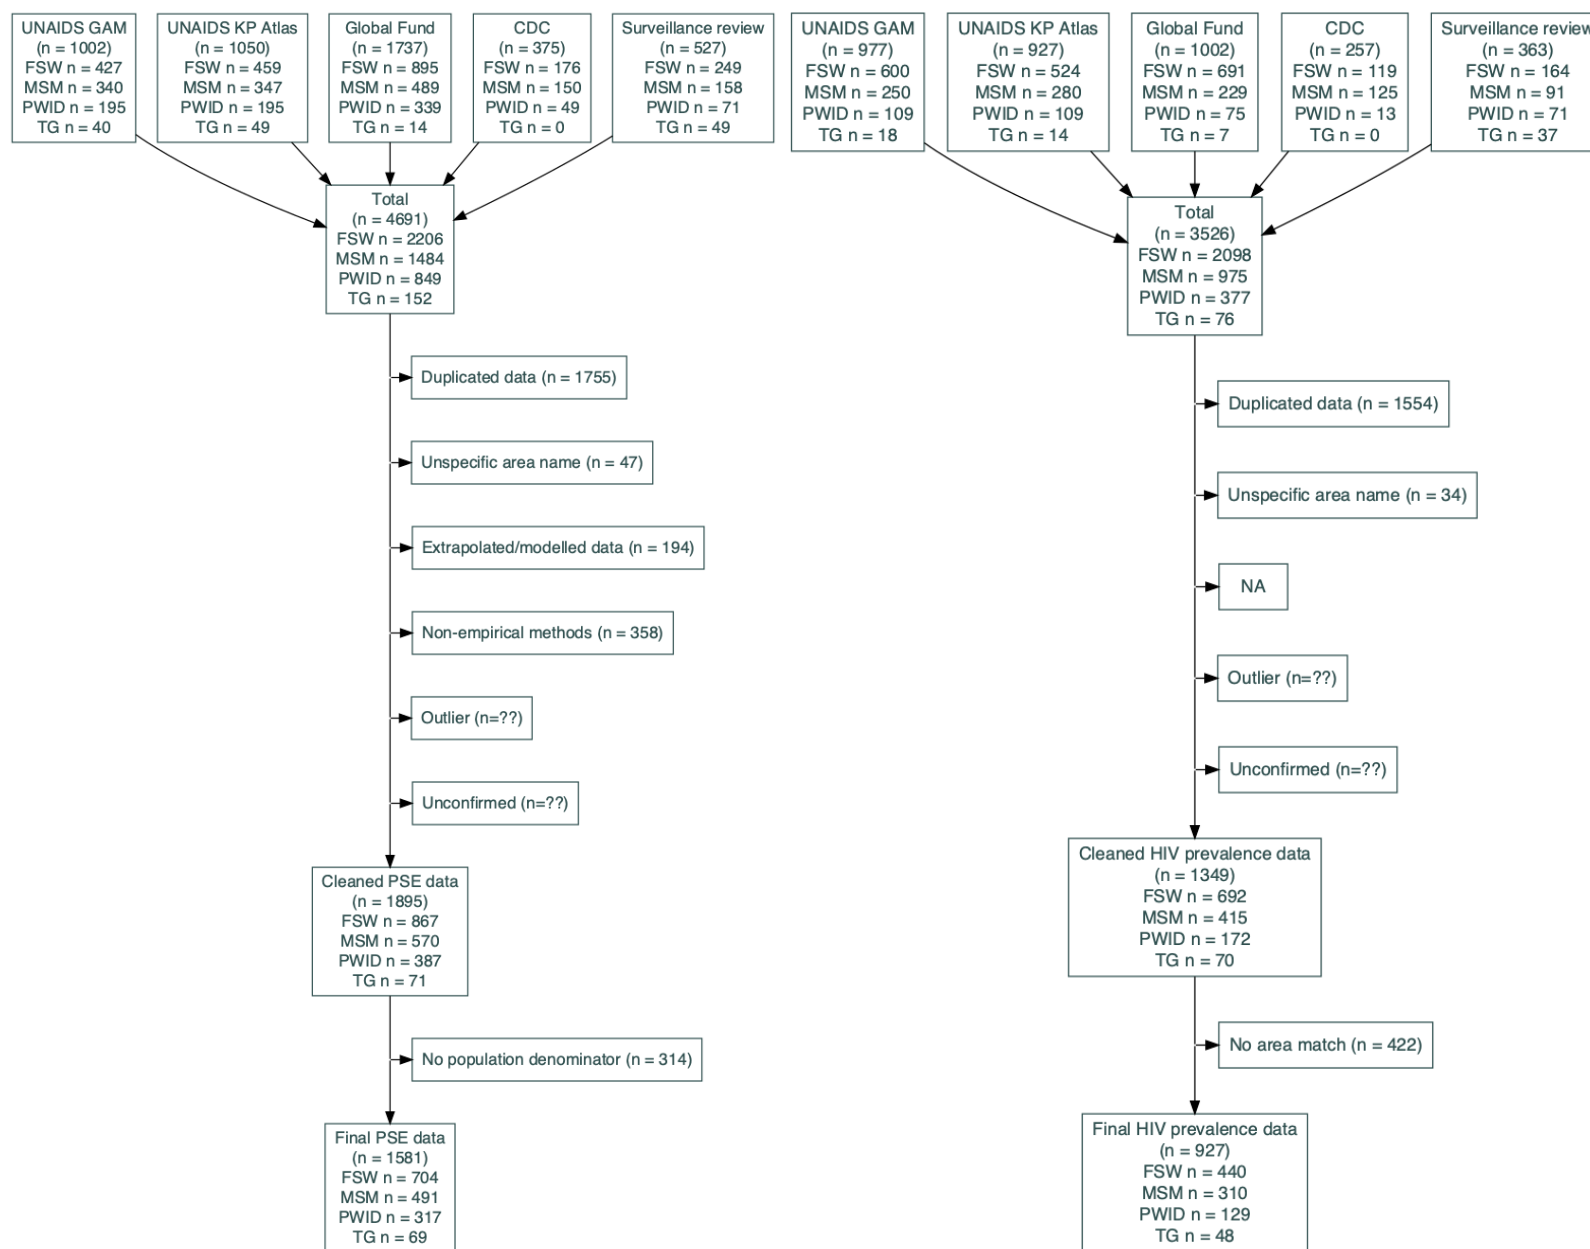 UNAIDS GAM
(n = 1002)
FSW n = 427
MSM n = 340
PWID n = 195
TG n = 40
UNAIDS KP Atlas
(n = 1050)
FSW n = 459
MSM n = 347
PWID n = 195
TG n = 49
Global Fund
(n = 1737)
FSW n = 895
MSM n = 489
PWID n = 339
TG n = 14
CDC
(n = 375)
FSW n = 176
MSM n = 150
PWID n = 49
TG n = 0
Surveillance review
(n = 527)
FSW n = 249
MSM n = 158
PWID n = 71
TG n = 49
Total
(n = 4691)
FSW n = 2206
MSM n = 1484
PWID n = 849
TG n = 152
Duplicated data (n = 1755)
Unspecific area name (n = 47)
Extrapolated/modelled data (n = 194)
Non-empirical methods (n = 358)
Outlier (n=??)
Unconfirmed (n=??)
Cleaned PSE data
(n = 1895)
FSW n = 867
MSM n = 570
PWID n = 387
TG n = 71
No population denominator (n = 314)
Final PSE data
(n = 1581)
FSW n = 704
MSM n = 491
PWID n = 317
TG n = 69
UNAIDS GAM
(n = 977)
FSW n = 600
MSM n = 250
PWID n = 109
TG n = 18
UNAIDS KP Atlas
(n = 927)
FSW n = 524
MSM n = 280
PWID n = 109
TG n = 14
Global Fund
(n = 1002)
FSW n = 691
MSM n = 229
PWID n = 75
TG n = 7
CDC
(n = 257)
FSW n = 119
MSM n = 125
PWID n = 13
TG n = 0
Surveillance review
(n = 363)
FSW n = 164
MSM n = 91
PWID n = 71
TG n = 37
Total
(n = 3526)
FSW n = 2098
MSM n = 975
PWID n = 377
TG n = 76
Duplicated data (n = 1554)
Unspecific area name (n = 34)
NA
Outlier (n=??)
Unconfirmed (n=??)
Cleaned HIV prevalence data
(n = 1349)
FSW n = 692
MSM n = 415
PWID n = 172
TG n = 70
No area match (n = 422)
Final HIV prevalence data
(n = 927)
FSW n = 440
MSM n = 310
PWID n = 129
TG n = 48